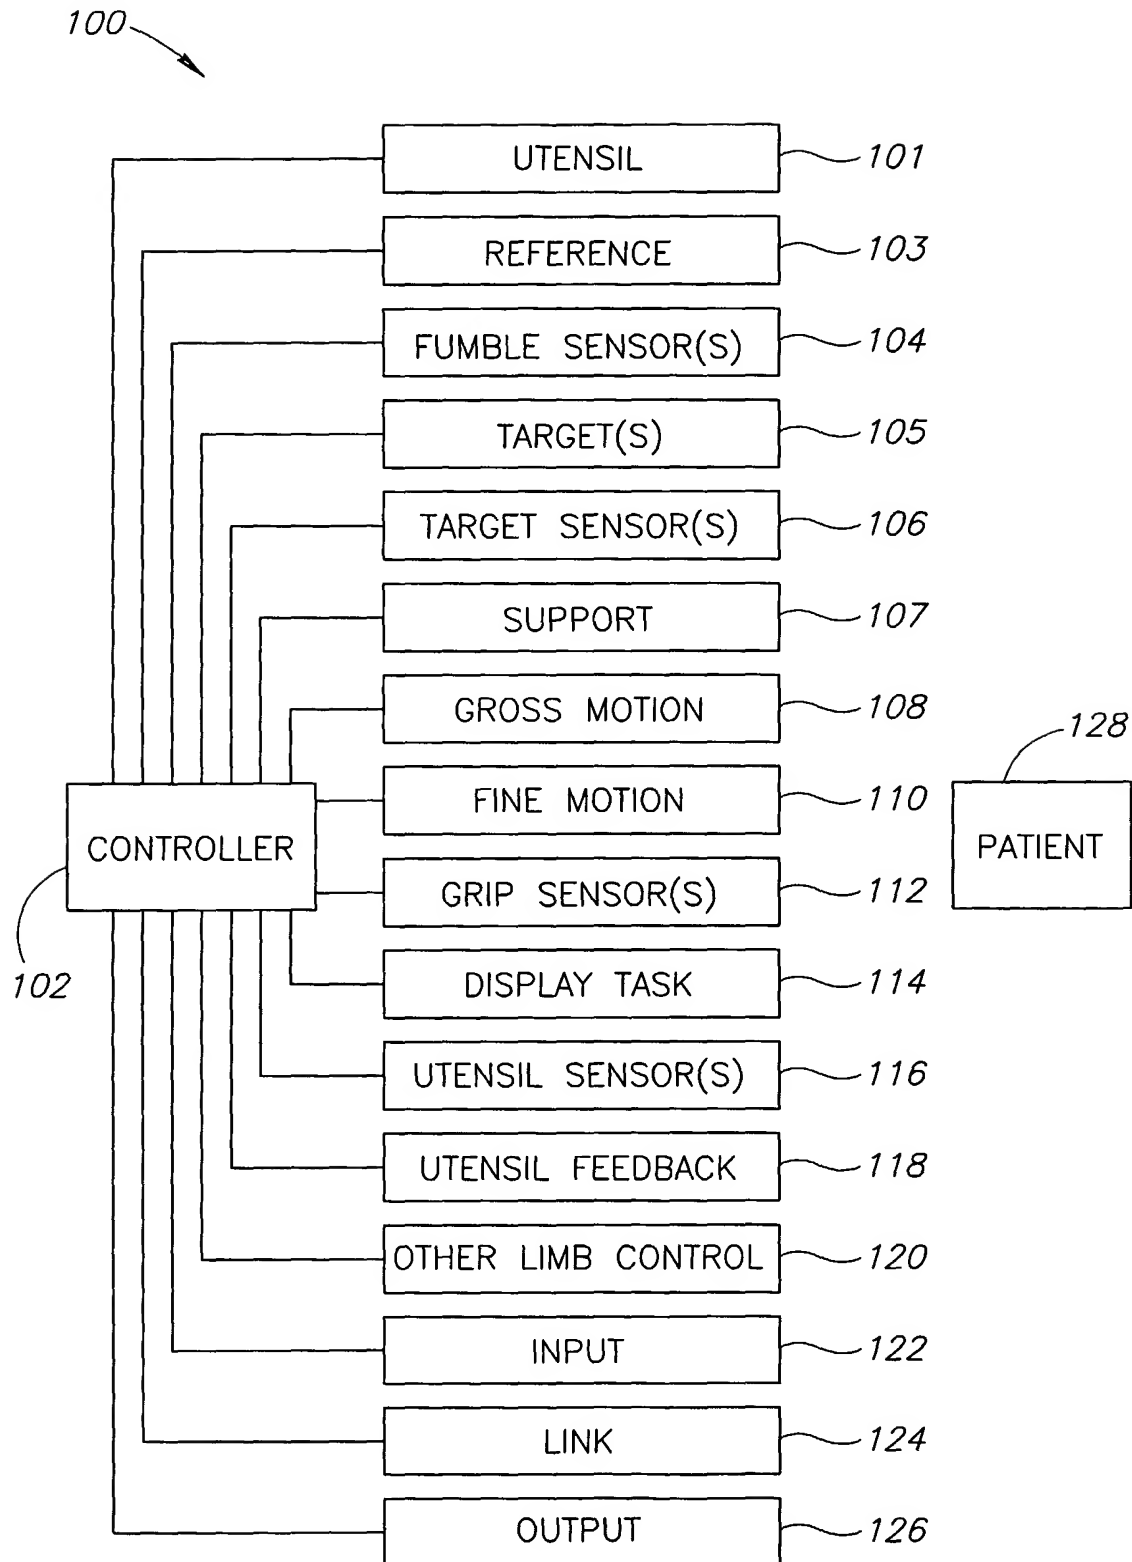 100
UTENSIL 101
REFERENCE 103
FUMBLE SENSOR(S) 104
TARGET(S) 105
TARGET SENSOR(S) 106
SUPPORT 107
GROSS MOTION 108
128
FINE MOTION 110
CONTROLLER
PATIENT
GRIP SENSOR(S) 112
102
DISPLAY TASK 114
UTENSIL SENSOR(S) 116
UTENSIL FEEDBACK 118
OTHER LIMB CONTROL 120
INPUT 122
LINK 124
OUTPUT 126